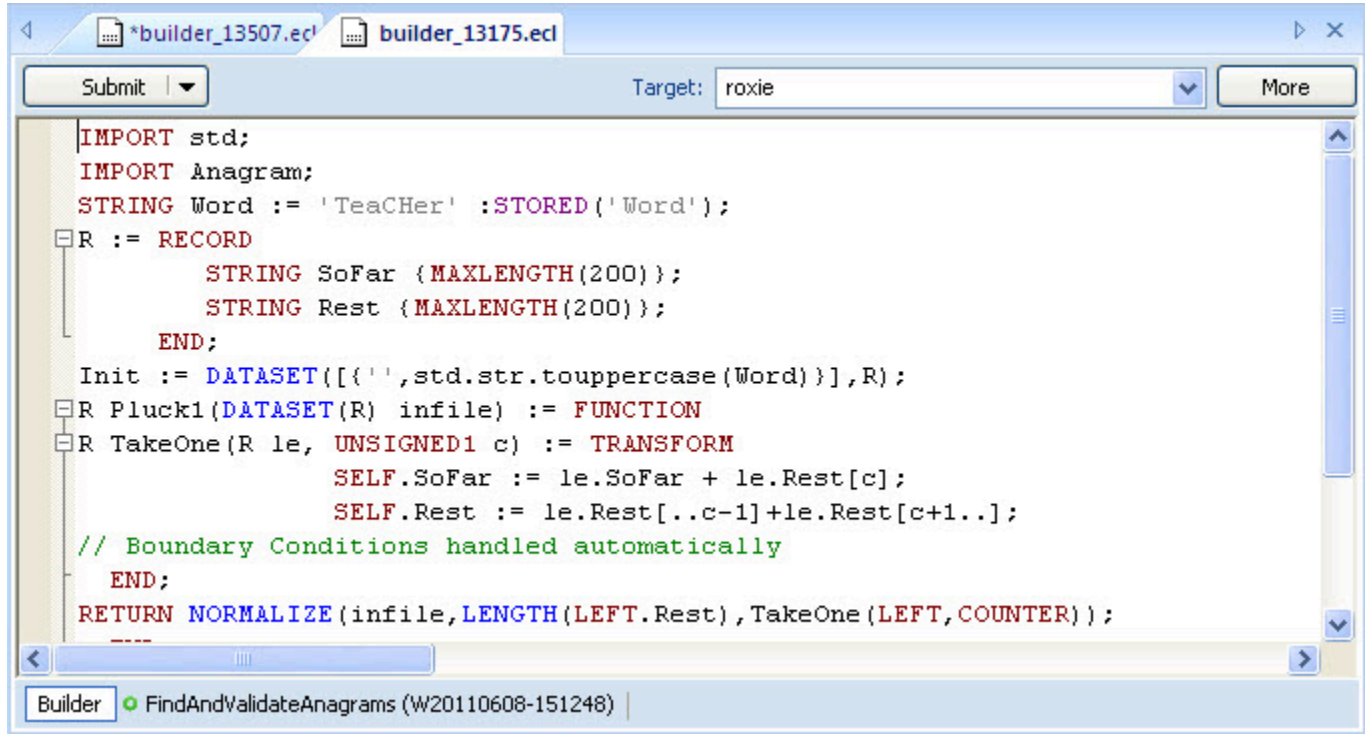 *builder_13507.ecl builder_13175.ecl
Submit Target: roxie More
IMPORT std;
IMPORT Anagram;
STRING Word := 'TeaCHer' :STORED('Word');
R := RECORD
STRING SoFar {MAXLENGTH(200)};
STRING Rest {MAXLENGTH(200)};
END;
Init := DATASET([{'',std.str.touppercase(Word)}],R);
R Pluck1(DATASET(R) infile) := FUNCTION
R TakeOne(R le, UNSIGNED1 c) := TRANSFORM
SELF.SoFar := le.SoFar + le.Rest[c];
SELF.Rest := le.Rest[..c-1]+le.Rest[c+1..];
// Boundary Conditions handled automatically
END;
RETURN NORMALIZE(infile,LENGTH(LEFT.Rest),TakeOne(LEFT,COUNTER));
Builder FindAndValidateAnagrams (W20110608-151248)